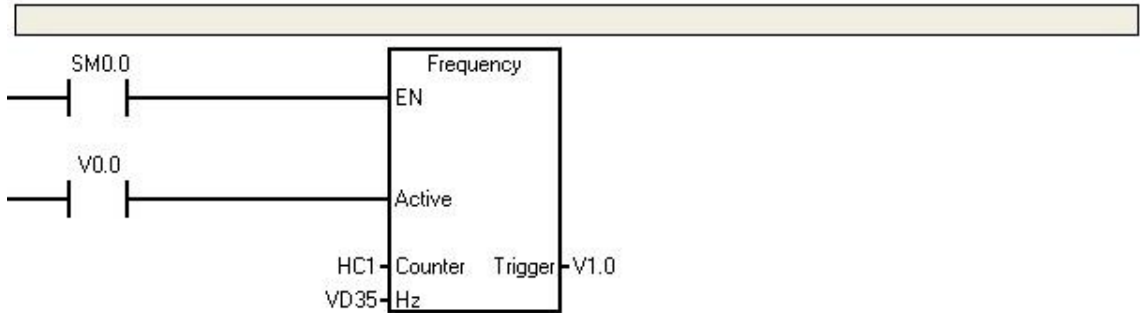 SM0.0
Frequency
EN
V0.0
Active
HC1 Counter Trigger V1.0
VD35 Hz